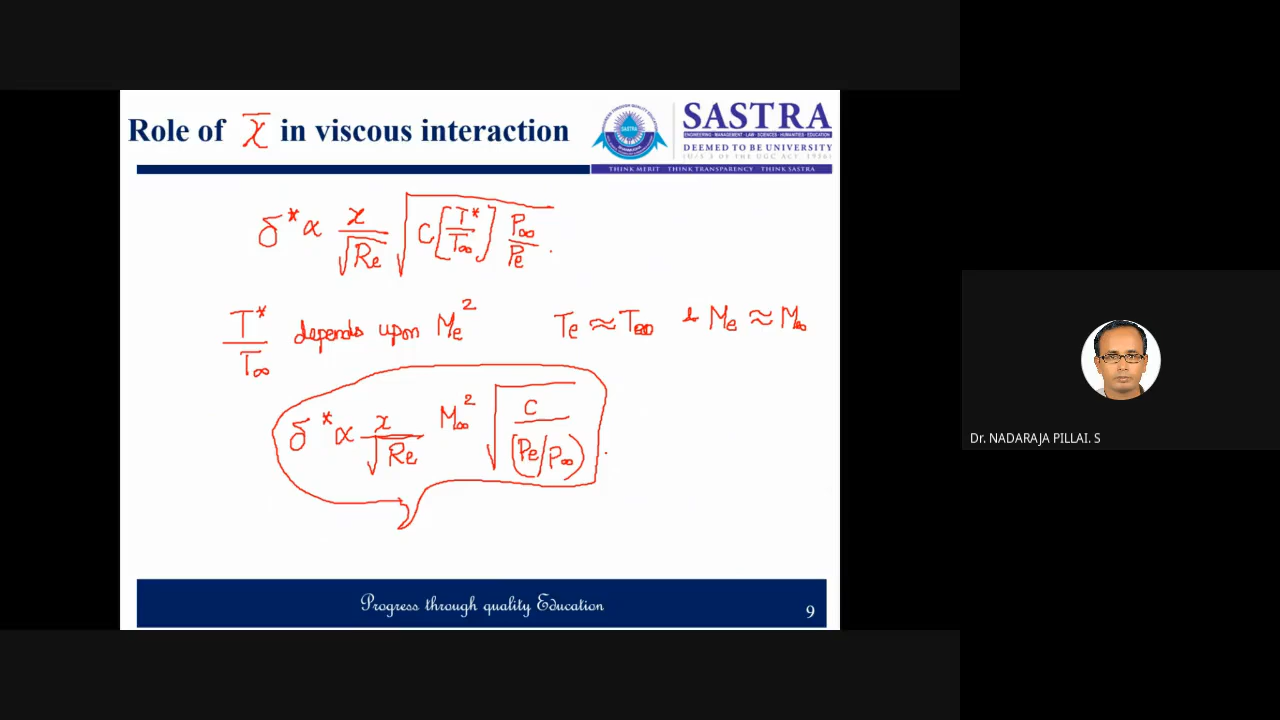 Role of χ̅ in viscous interaction
SASTRA
ENGINEERING · MANAGEMENT · LAW · SCIENCES · HUMANITIES · EDUCATION
DEEMED TO BE UNIVERSITY
(U/S 3 OF THE UGC ACT, 1956)
THINK MERIT THINK TRANSPARENCY THINK SASTRA
SASTRA
δ* ∝ x/√Re √(C[T*/T∞] P∞/Pe).
T*/T∞ depends upon Me² Te ≈ T∞ & Me ≈ M∞
δ* ∝ x/√Re M∞² √(C/(Pe/P∞)).
Progress through quality Education
9
Dr. NADARAJA PILLAI. S